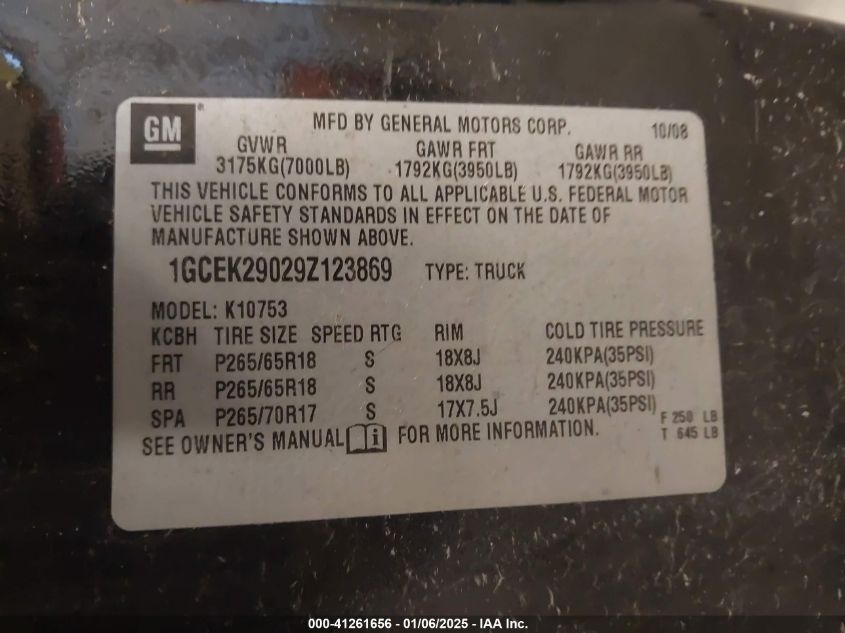 GM ® MFD BY GENERAL MOTORS CORP. 10/08
GVWR GAWR FRT GAWR RR
3175KG(7000LB) 1792KG(3950LB) 1792KG(3950LB)
THIS VEHICLE CONFORMS TO ALL APPLICABLE U.S. FEDERAL MOTOR
VEHICLE SAFETY STANDARDS IN EFFECT ON THE DATE OF
MANUFACTURE SHOWN ABOVE.
1GCEK29029Z123869 TYPE: TRUCK
MODEL: K10753
KCBH TIRE SIZE SPEED RTG RIM COLD TIRE PRESSURE
FRT P265/65R18 S 18X8J 240KPA(35PSI)
RR P265/65R18 S 18X8J 240KPA(35PSI)
SPA P265/70R17 S 17X7.5J 240KPA(35PSI)
F 250 LB
SEE OWNER'S MANUAL FOR MORE INFORMATION. T 645 LB
000-41261656 - 01/06/2025 - IAA Inc.